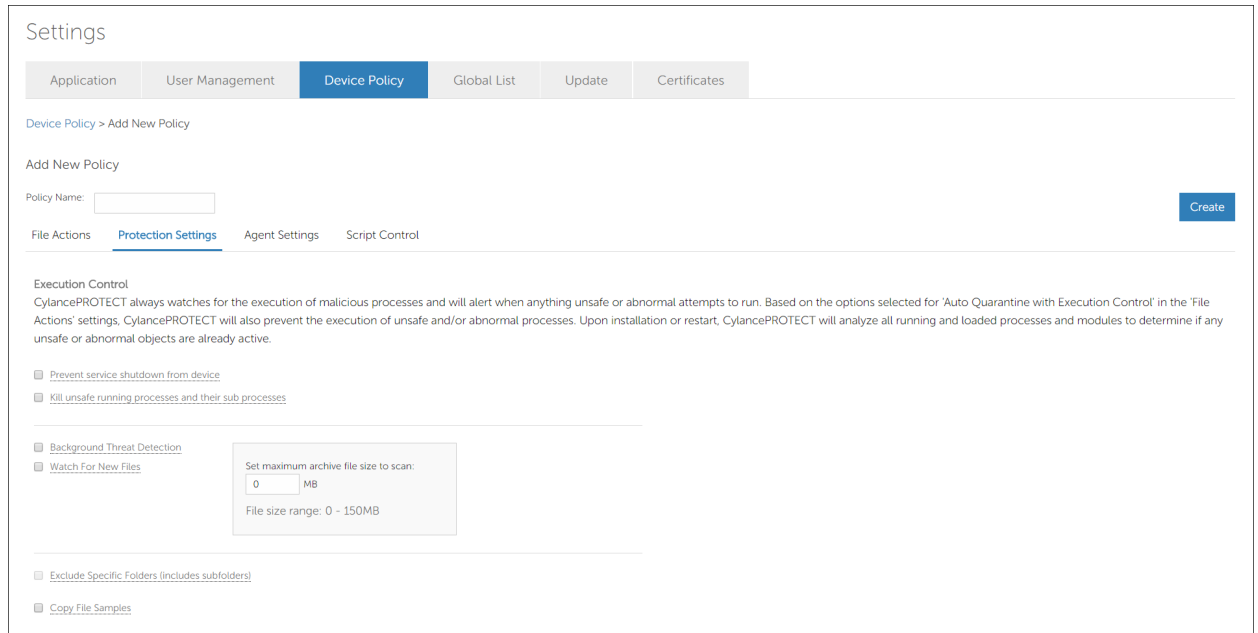 Settings
Application User Management Device Policy Global List Update Certificates
Device Policy > Add New Policy
Add New Policy
Policy Name:
Create
File Actions Protection Settings Agent Settings Script Control
Execution Control
CylancePROTECT always watches for the execution of malicious processes and will alert when anything unsafe or abnormal attempts to run. Based on the options selected for 'Auto Quarantine with Execution Control' in the 'File
Actions' settings, CylancePROTECT will also prevent the execution of unsafe and/or abnormal processes. Upon installation or restart, CylancePROTECT will analyze all running and loaded processes and modules to determine if any
unsafe or abnormal objects are already active.
Prevent service shutdown from device
Kill unsafe running processes and their sub processes
Background Threat Detection
Watch For New Files
Set maximum archive file size to scan:
0 MB
File size range: 0 - 150MB
Exclude Specific Folders (includes subfolders)
Copy File Samples